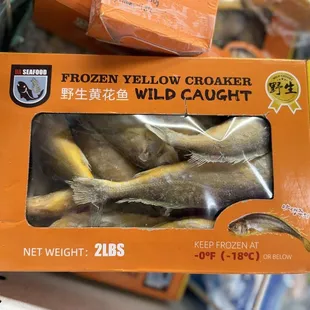 SEAFOOD
FROZEN YELLOW CROAKER
野生黄花鱼 WILD CAUGHT
野生
NET WEIGHT: 2LBS
KEEP FROZEN AT
-0°F (-18°C) OR BELOW